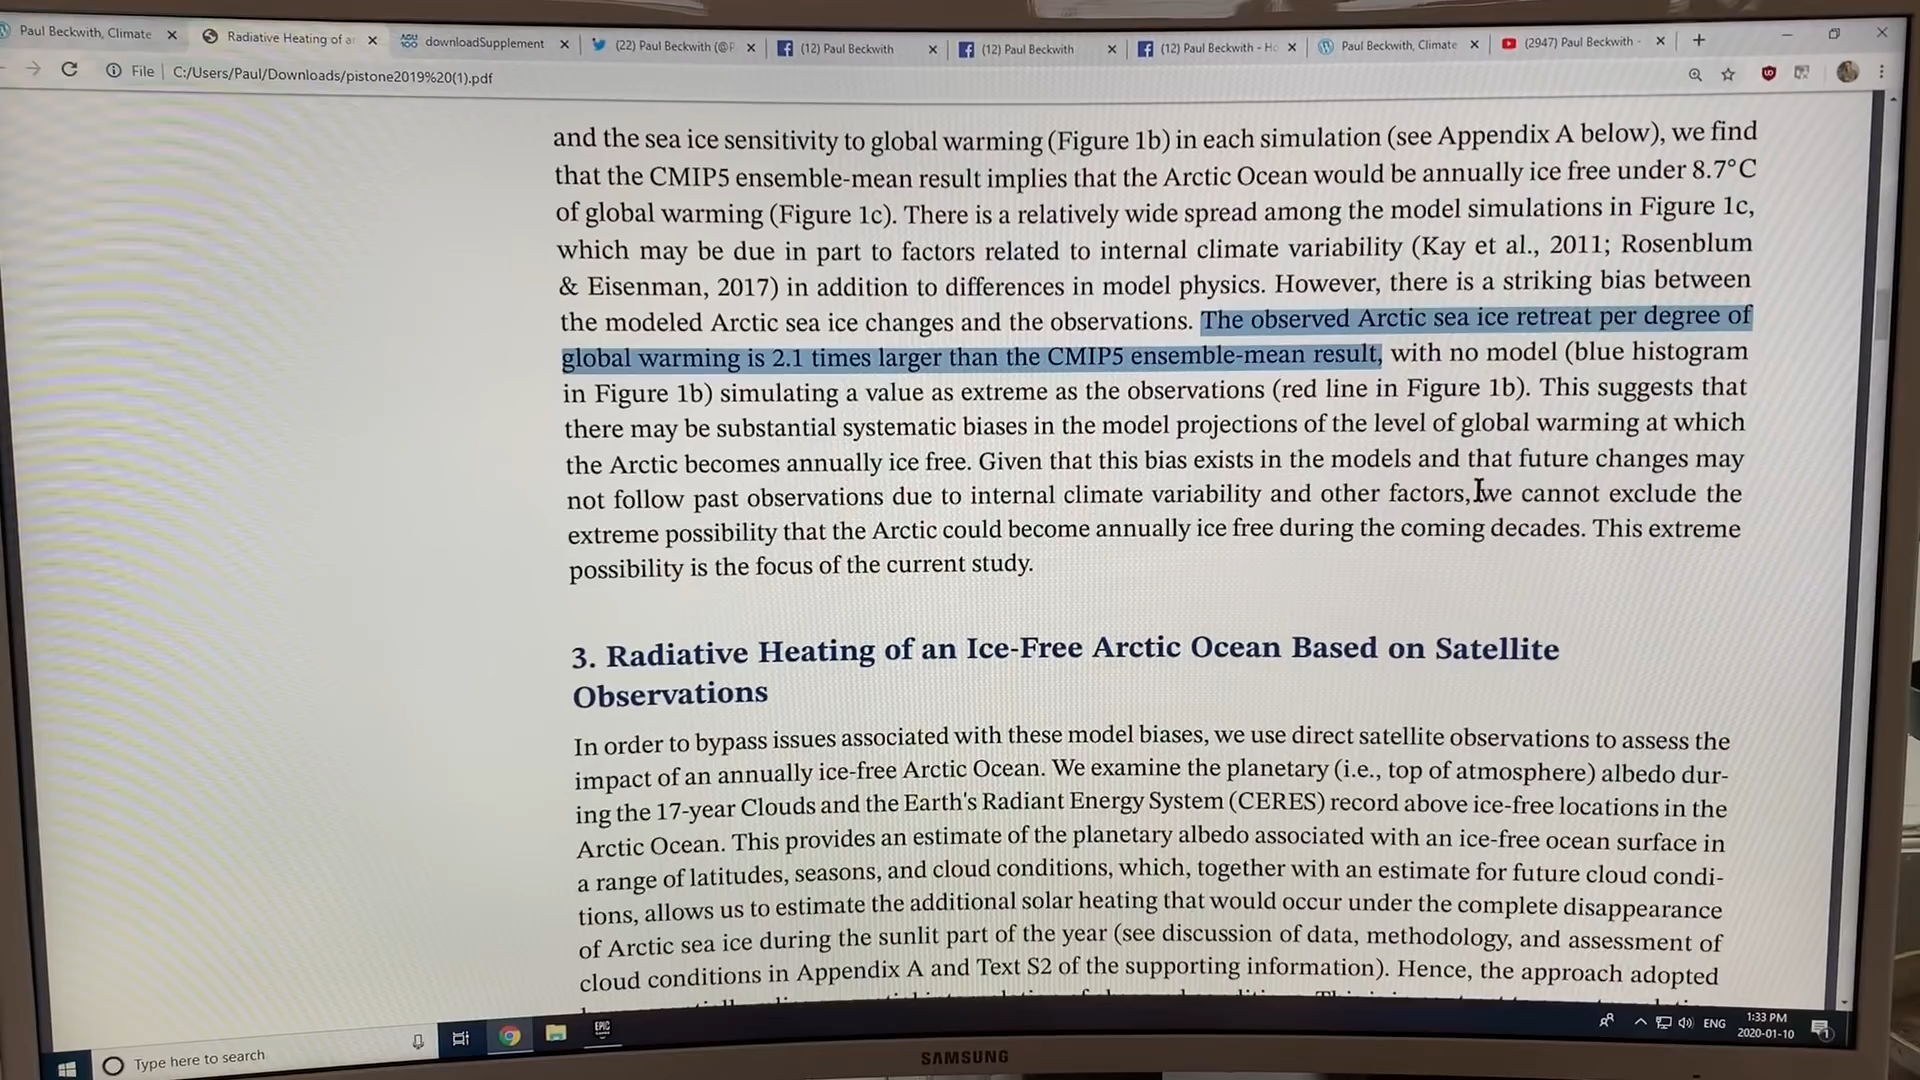 Paul Beckwith, Climate
Radiative Heating of a
AGU 100 downloadSupplement
(22) Paul Beckwith (@P
(12) Paul Beckwith
(12) Paul Beckwith
(12) Paul Beckwith - Ho
Paul Beckwith, Climate
(2947) Paul Beckwith -
File | C:/Users/Paul/Downloads/pistone2019%20(1).pdf
and the sea ice sensitivity to global warming (Figure 1b) in each simulation (see Appendix A below), we find
that the CMIP5 ensemble-mean result implies that the Arctic Ocean would be annually ice free under 8.7°C
of global warming (Figure 1c). There is a relatively wide spread among the model simulations in Figure 1c,
which may be due in part to factors related to internal climate variability (Kay et al., 2011; Rosenblum
& Eisenman, 2017) in addition to differences in model physics. However, there is a striking bias between
the modeled Arctic sea ice changes and the observations. The observed Arctic sea ice retreat per degree of
global warming is 2.1 times larger than the CMIP5 ensemble-mean result, with no model (blue histogram
in Figure 1b) simulating a value as extreme as the observations (red line in Figure 1b). This suggests that
there may be substantial systematic biases in the model projections of the level of global warming at which
the Arctic becomes annually ice free. Given that this bias exists in the models and that future changes may
not follow past observations due to internal climate variability and other factors, we cannot exclude the
extreme possibility that the Arctic could become annually ice free during the coming decades. This extreme
possibility is the focus of the current study.
3. Radiative Heating of an Ice-Free Arctic Ocean Based on Satellite
Observations
In order to bypass issues associated with these model biases, we use direct satellite observations to assess the
impact of an annually ice-free Arctic Ocean. We examine the planetary (i.e., top of atmosphere) albedo dur-
ing the 17-year Clouds and the Earth's Radiant Energy System (CERES) record above ice-free locations in the
Arctic Ocean. This provides an estimate of the planetary albedo associated with an ice-free ocean surface in
a range of latitudes, seasons, and cloud conditions, which, together with an estimate for future cloud condi-
tions, allows us to estimate the additional solar heating that would occur under the complete disappearance
of Arctic sea ice during the sunlit part of the year (see discussion of data, methodology, and assessment of
cloud conditions in Appendix A and Text S2 of the supporting information). Hence, the approach adopted
Type here to search
EPIC
ENG
1:33 PM
2020-01-10
1
SAMSUNG